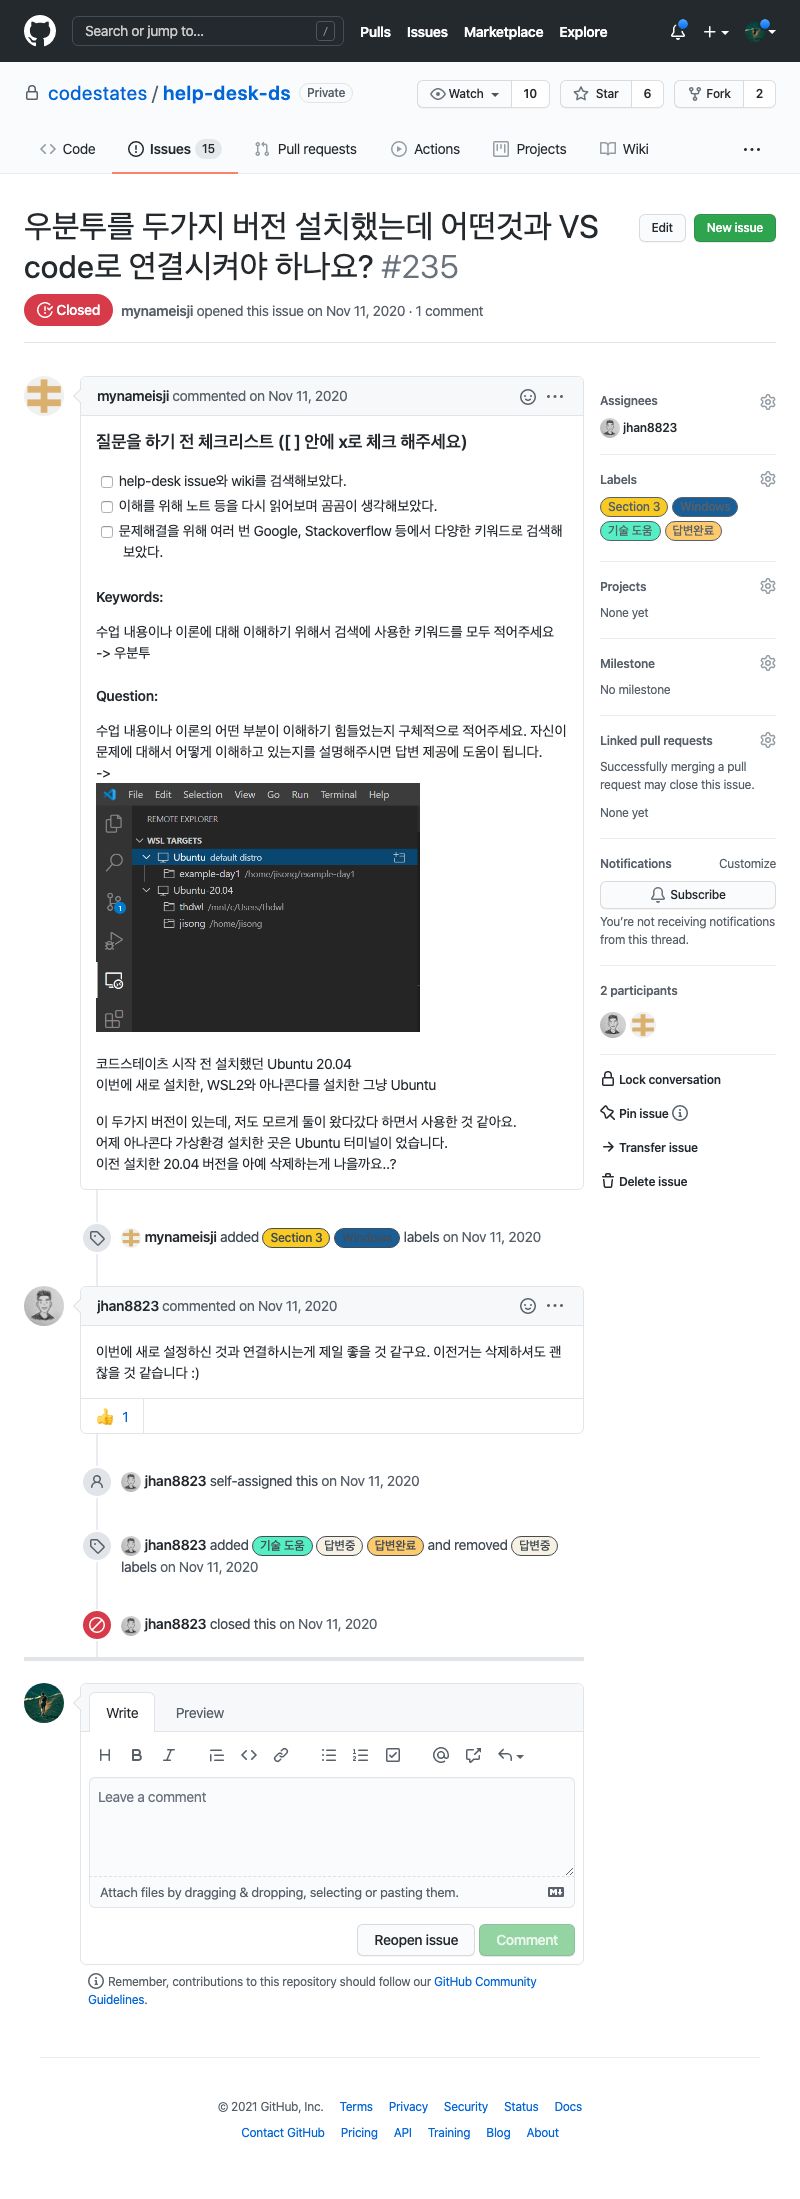 Search or jump to...
/
Pulls
Issues
Marketplace
Explore
codestates / help-desk-ds
Private
Watch
10
Star
6
Fork
2
Code
Issues 15
Pull requests
Actions
Projects
Wiki
우분투를 두가지 버전 설치했는데 어떤것과 VS
code로 연결시켜야 하나요? #235
Edit
New issue
Closed
mynameisji opened this issue on Nov 11, 2020 · 1 comment
mynameisji commented on Nov 11, 2020
질문을 하기 전 체크리스트 ([ ] 안에 x로 체크 해주세요)
help-desk issue와 wiki를 검색해보았다.
이해를 위해 노트 등을 다시 읽어보며 곰곰이 생각해보았다.
문제해결을 위해 여러 번 Google, Stackoverflow 등에서 다양한 키워드로 검색해
보았다.
Keywords:
수업 내용이나 이론에 대해 이해하기 위해서 검색에 사용한 키워드를 모두 적어주세요
-> 우분투
Question:
수업 내용이나 이론의 어떤 부분이 이해하기 힘들었는지 구체적으로 적어주세요. 자신이
문제에 대해서 어떻게 이해하고 있는지를 설명해주시면 답변 제공에 도움이 됩니다.
->
File Edit Selection View Go Run Terminal Help
REMOTE EXPLORER
WSL TARGETS
Ubuntu default distro
example-day1 /home/jisong/example-day1
Ubuntu-20.04
thdwl /mnt/c/Users/thdwl
jisong /home/jisong
1
코드스테이츠 시작 전 설치했던 Ubuntu 20.04
이번에 새로 설치한, WSL2와 아나콘다를 설치한 그냥 Ubuntu
이 두가지 버전이 있는데, 저도 모르게 둘이 왔다갔다 하면서 사용한 것 같아요.
어제 아나콘다 가상환경 설치한 곳은 Ubuntu 터미널이 었습니다.
이전 설치한 20.04 버전을 아예 삭제하는게 나을까요..?
Assignees
jhan8823
Labels
Section 3
Windows
기술 도움
답변완료
Projects
None yet
Milestone
No milestone
Linked pull requests
Successfully merging a pull
request may close this issue.
None yet
Notifications
Customize
Subscribe
You're not receiving notifications
from this thread.
2 participants
Lock conversation
Pin issue
Transfer issue
Delete issue
mynameisji added Section 3 Windows labels on Nov 11, 2020
jhan8823 commented on Nov 11, 2020
이번에 새로 설정하신 것과 연결하시는게 제일 좋을 것 같구요. 이전거는 삭제하셔도 괜
찮을 것 같습니다 :)
👍 1
jhan8823 self-assigned this on Nov 11, 2020
jhan8823 added 기술 도움 답변중 답변완료 and removed 답변중
labels on Nov 11, 2020
jhan8823 closed this on Nov 11, 2020
Write
Preview
Leave a comment
Attach files by dragging & dropping, selecting or pasting them.
Reopen issue
Comment
Remember, contributions to this repository should follow our GitHub Community
Guidelines.
© 2021 GitHub, Inc.
Terms
Privacy
Security
Status
Docs
Contact GitHub
Pricing
API
Training
Blog
About